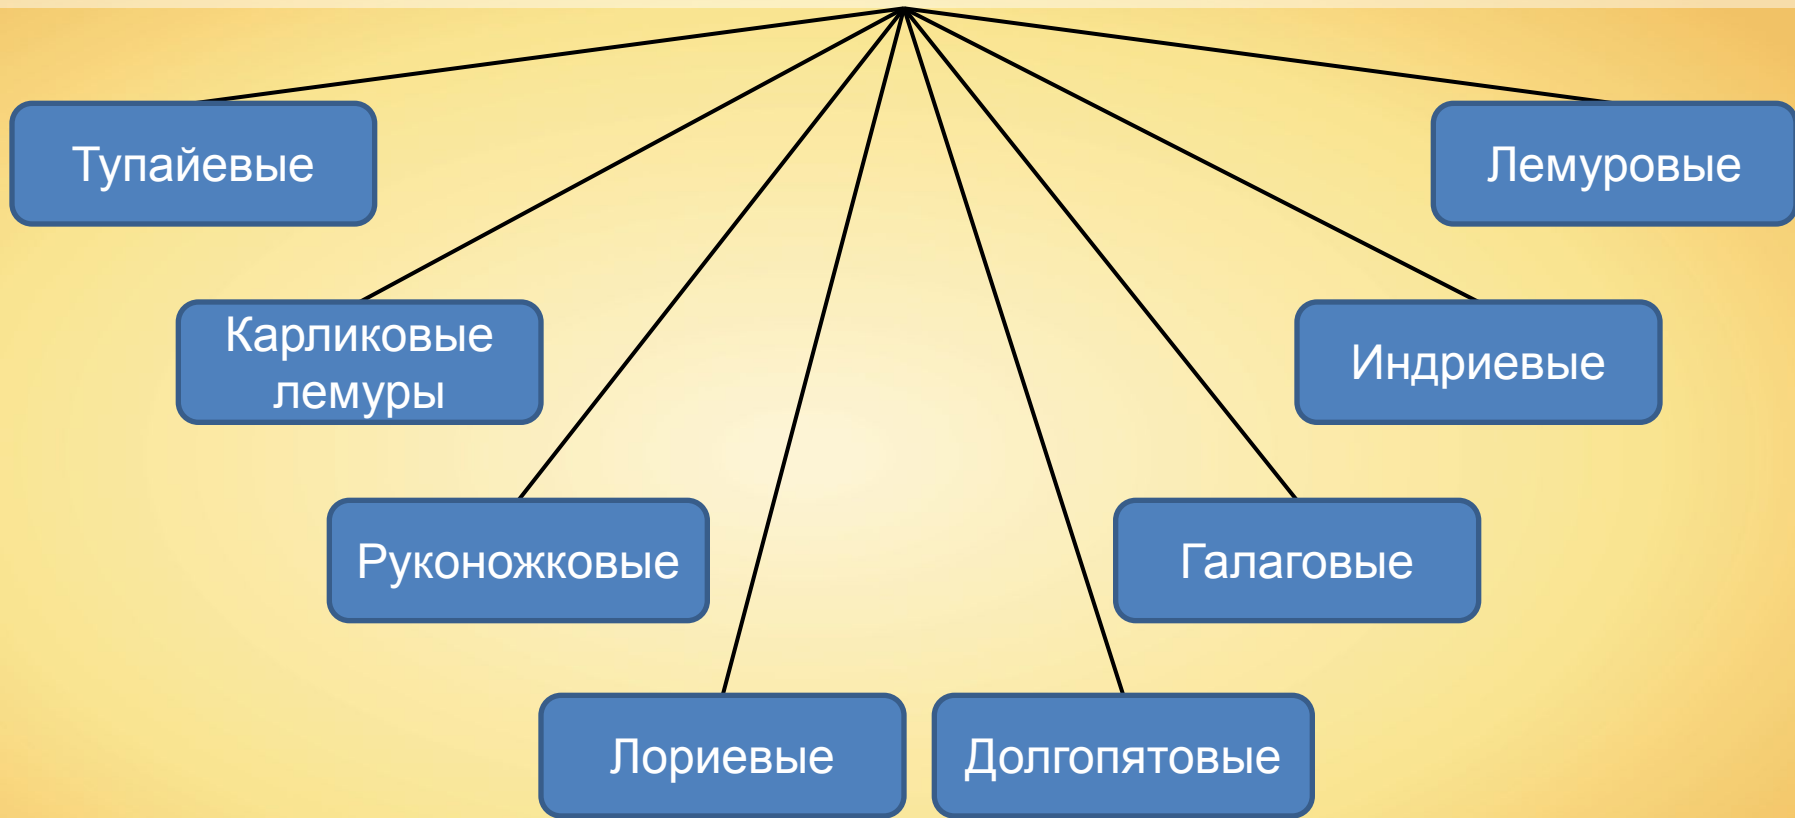 Тупайевые
Лемуровые
Карликовые
лемуры
Индриевые
Руконожковые
Галаговые
Лориевые
Долгопятовые